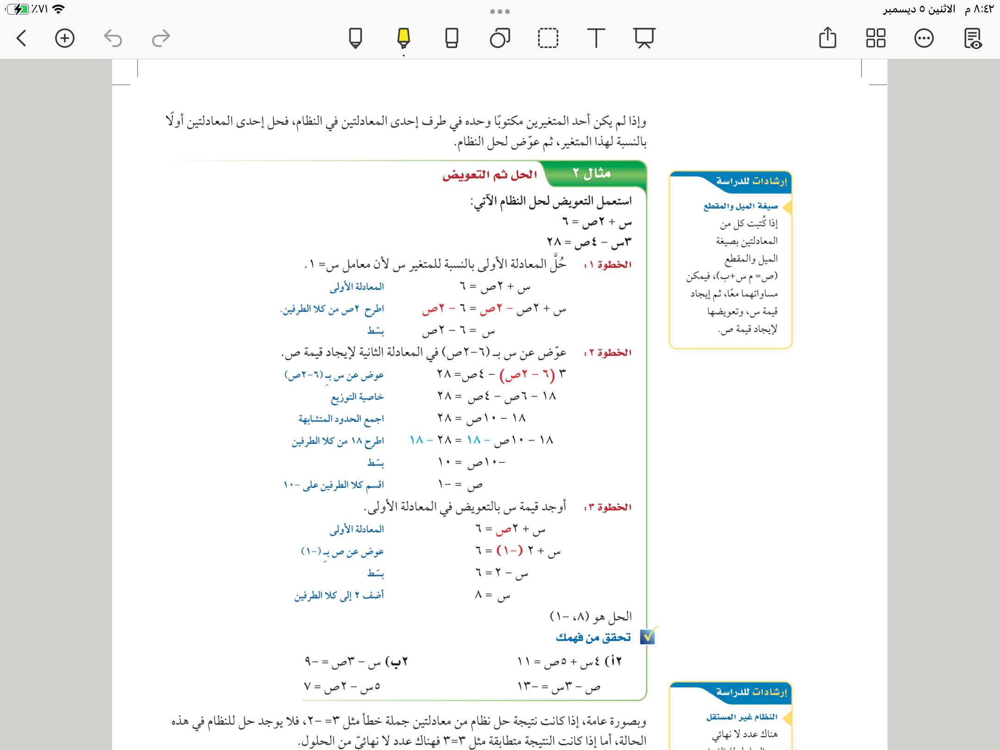 ٨:٤٢ م الاثنين ٥ ديسمبر
٪٧١
وإذا لم يكن أحد المتغيرين مكتوبًا وحده في طرف إحدى المعادلتين في النظام، فحل إحدى المعادلتين أولًا
بالنسبة لهذا المتغير، ثم عوّض لحل النظام.
مثال ٢ الحل ثم التعويض
استعمل التعويض لحل النظام الآتي:
س + ٢ص = ٦
٣س – ٤ص = ٢٨
الخطوة ١: حُلَّ المعادلة الأولى بالنسبة للمتغير س لأن معامل س= ١.
س + ٢ص = ٦ المعادلة الأولى
س + ٢ص – ٢ص = ٦ – ٢ص اطرح ٢ص من كلا الطرفين.
س = ٦ – ٢ص بسّط
الخطوة ٢: عوّض عن س بـ (٦–٢ص) في المعادلة الثانية لإيجاد قيمة ص.
٣ (٦ – ٢ص) – ٤ص= ٢٨ عوض عن س بـِ (٦–٢ص)
١٨ – ٦ص – ٤ص = ٢٨ خاصية التوزيع
١٨ – ١٠ص = ٢٨ اجمع الحدود المتشابهة
١٨ – ١٠ص – ١٨ = ٢٨ – ١٨ اطرح ١٨ من كلا الطرفين
–١٠ص = ١٠ بسّط
ص = –١ اقسم كلا الطرفين على –١٠
الخطوة ٣: أوجد قيمة س بالتعويض في المعادلة الأولى.
س + ٢ص = ٦ المعادلة الأولى
س + ٢ (–١) = ٦ عوض عن ص بـِ (–١)
س – ٢ = ٦ بسّط
س = ٨ أضف ٢ إلى كلا الطرفين
الحل هو (٨، –١)
تحقق من فهمك
٢أ) ٤س + ٥ص = ١١ ٢ب) س – ٣ص = –٩
ص – ٣س = –١٣ ٥س – ٢ص = ٧
وبصورة عامة، إذا كانت نتيجة حل نظام من معادلتين جملة خطأ مثل ٣= –٢، فلا يوجد حل للنظام في هذه
الحالة، أما إذا كانت النتيجة متطابقة مثل ٣=٣ فهناك عدد لا نهائيّ من الحلول.
إرشادات للدراسة
صيغة الميل والمقطع
إذا كُتبت كل من
المعادلتين بصيغة
الميل والمقطع
(ص= م س+ب)، فيمكن
مساواتهما معًا، ثم إيجاد
قيمة س، وتعويضها
لإيجاد قيمة ص.
إرشادات للدراسة
النظام غير المستقل
هناك عدد لا نهائي